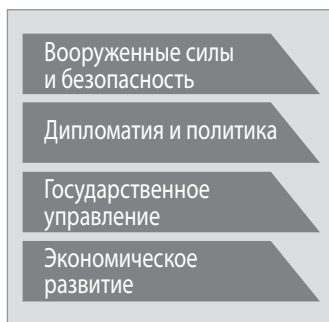 Вооруженные силы
и безопасность
Дипломатия и политика
Государственное
управление
Экономическое
развитие